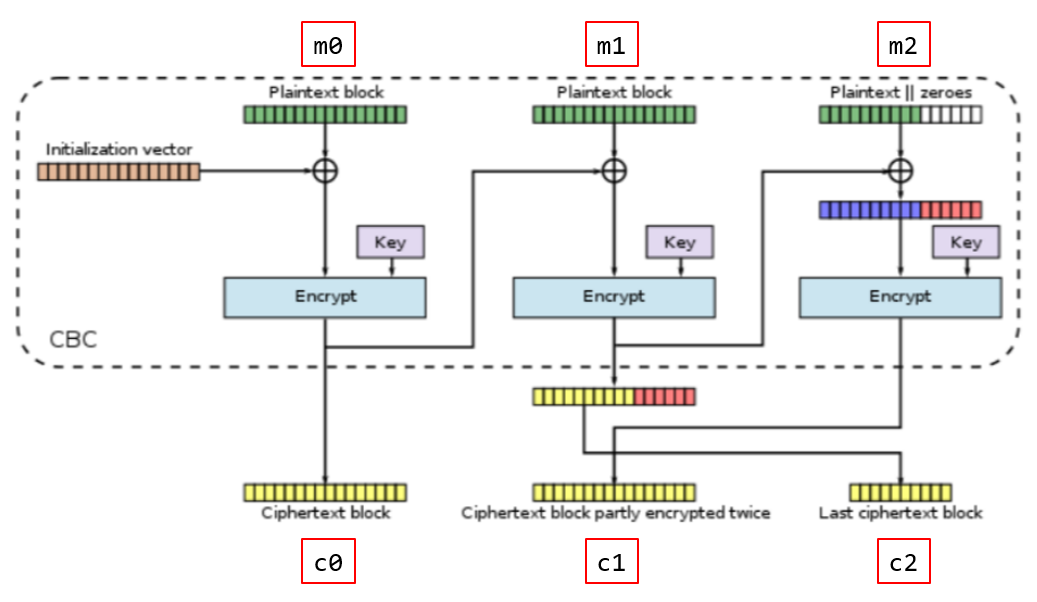 m0
m1
m2
Plaintext block
Plaintext block
Plaintext || zeroes
Initialization vector
Key
Key
Key
Encrypt
Encrypt
Encrypt
CBC
Ciphertext block
Ciphertext block partly encrypted twice
Last ciphertext block
c0
c1
c2